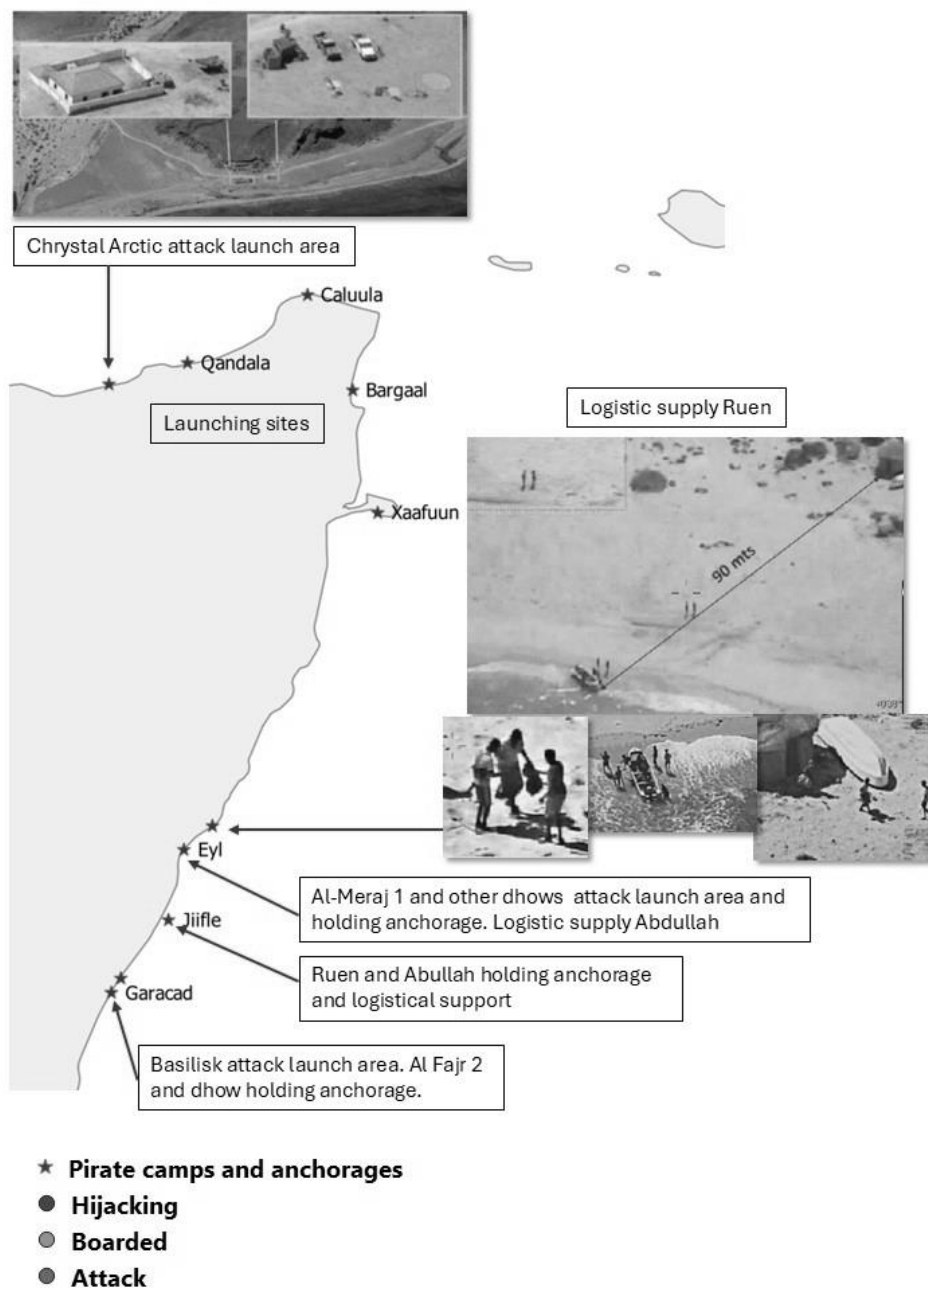 Chrystal Arctic attack launch area
Caluula
Qandala
Bargaal
Launching sites
Logistic supply Ruen
Xaafuun
90 mts
Eyl
Al-Meraj 1 and other dhows attack launch area and
holding anchorage. Logistic supply Abdullah
Jiifle
Ruen and Abullah holding anchorage
and logistical support
Garacad
Basilisk attack launch area. Al Fajr 2
and dhow holding anchorage.
Pirate camps and anchorages
Hijacking
Boarded
Attack